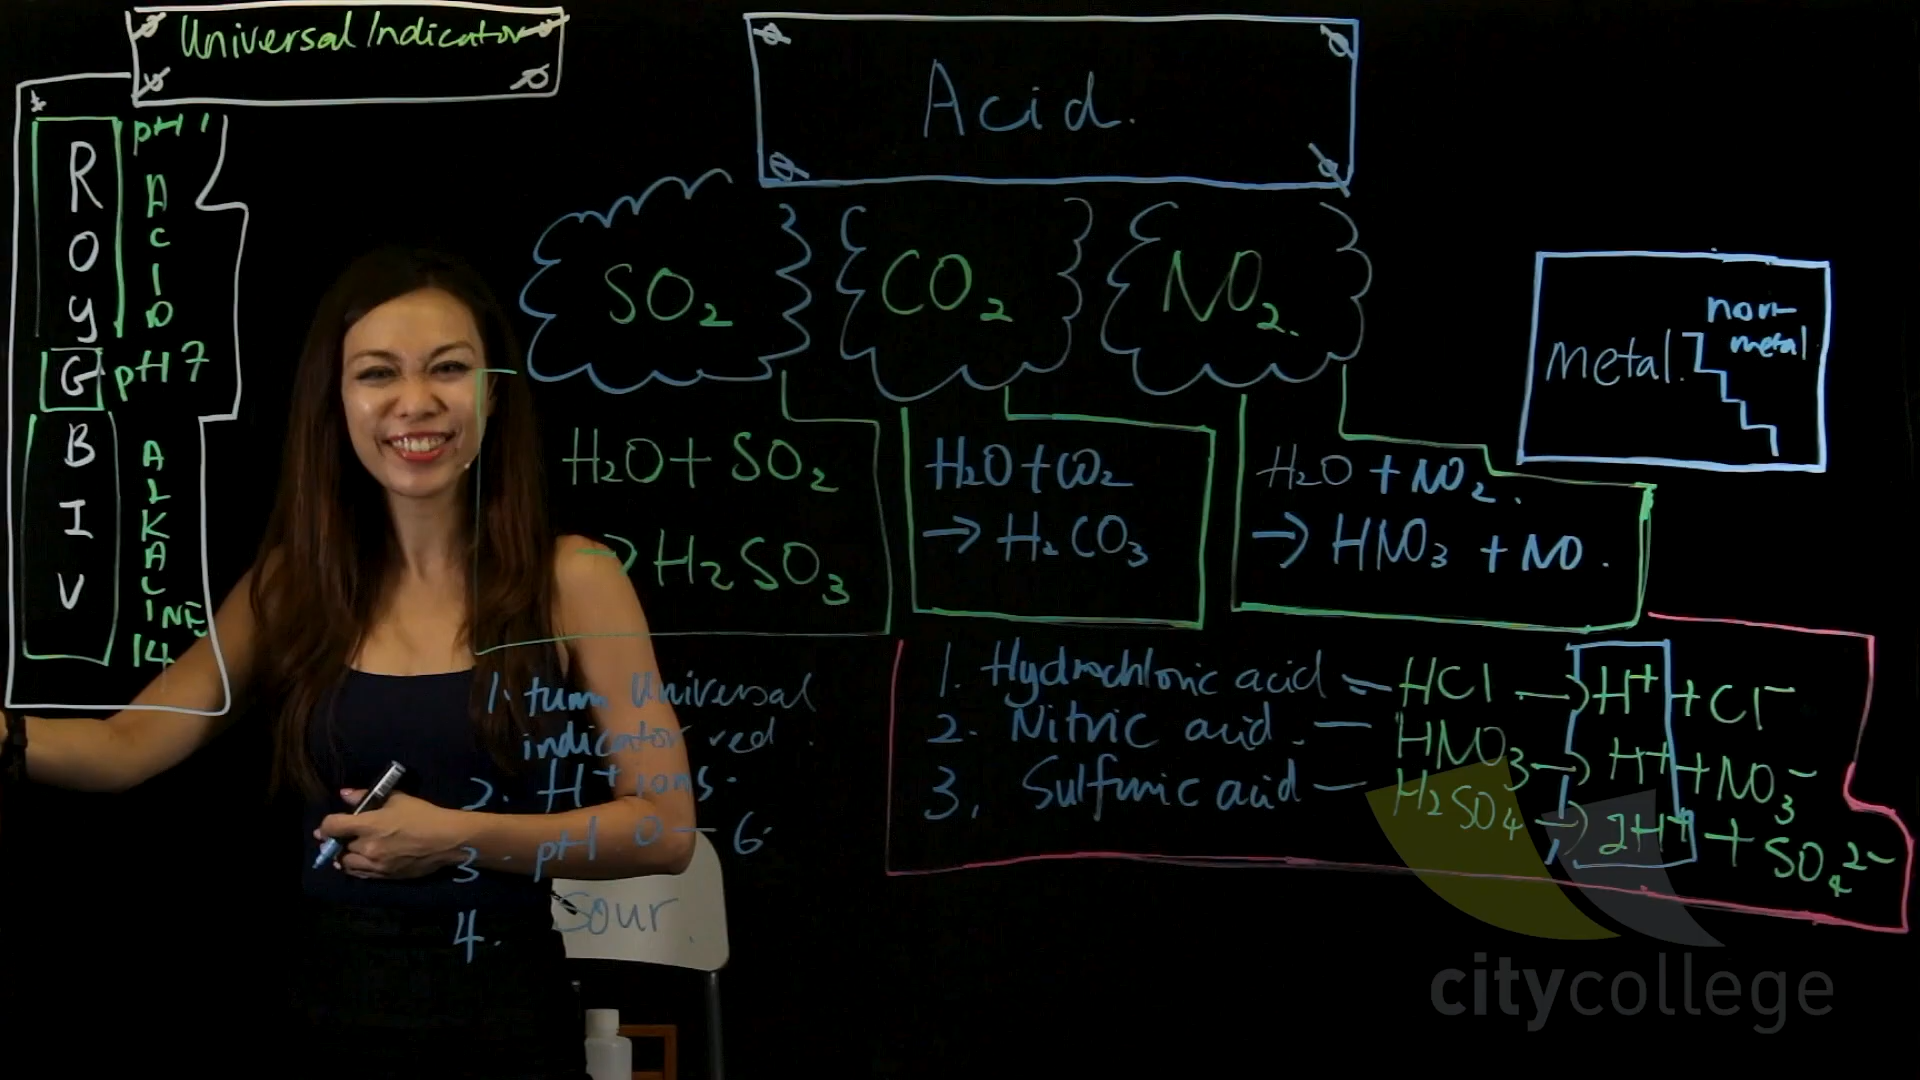 Universal Indicator
R
O
y
G
B
I
V
pH 1
ACID
pH 7
ALKALINE
14
Acid.
SO₂
CO₂
NO₂.
H₂O + SO₂
→ H₂SO₃
H₂O + CO₂
→ H₂CO₃
H₂O + NO₂.
→ HNO₃ + NO.
metal.
non-
metal
1. turn Universal
indicator red.
2. H⁺ ions.
3. pH 0 – 6
4. Sour.
1. Hydrochloric acid – HCl → H⁺ + Cl⁻
2. Nitric acid. – HNO₃ → H⁺ + NO₃⁻
3. Sulfuric acid – H₂SO₄ → 2H⁺ + SO₄²⁻
citycollege